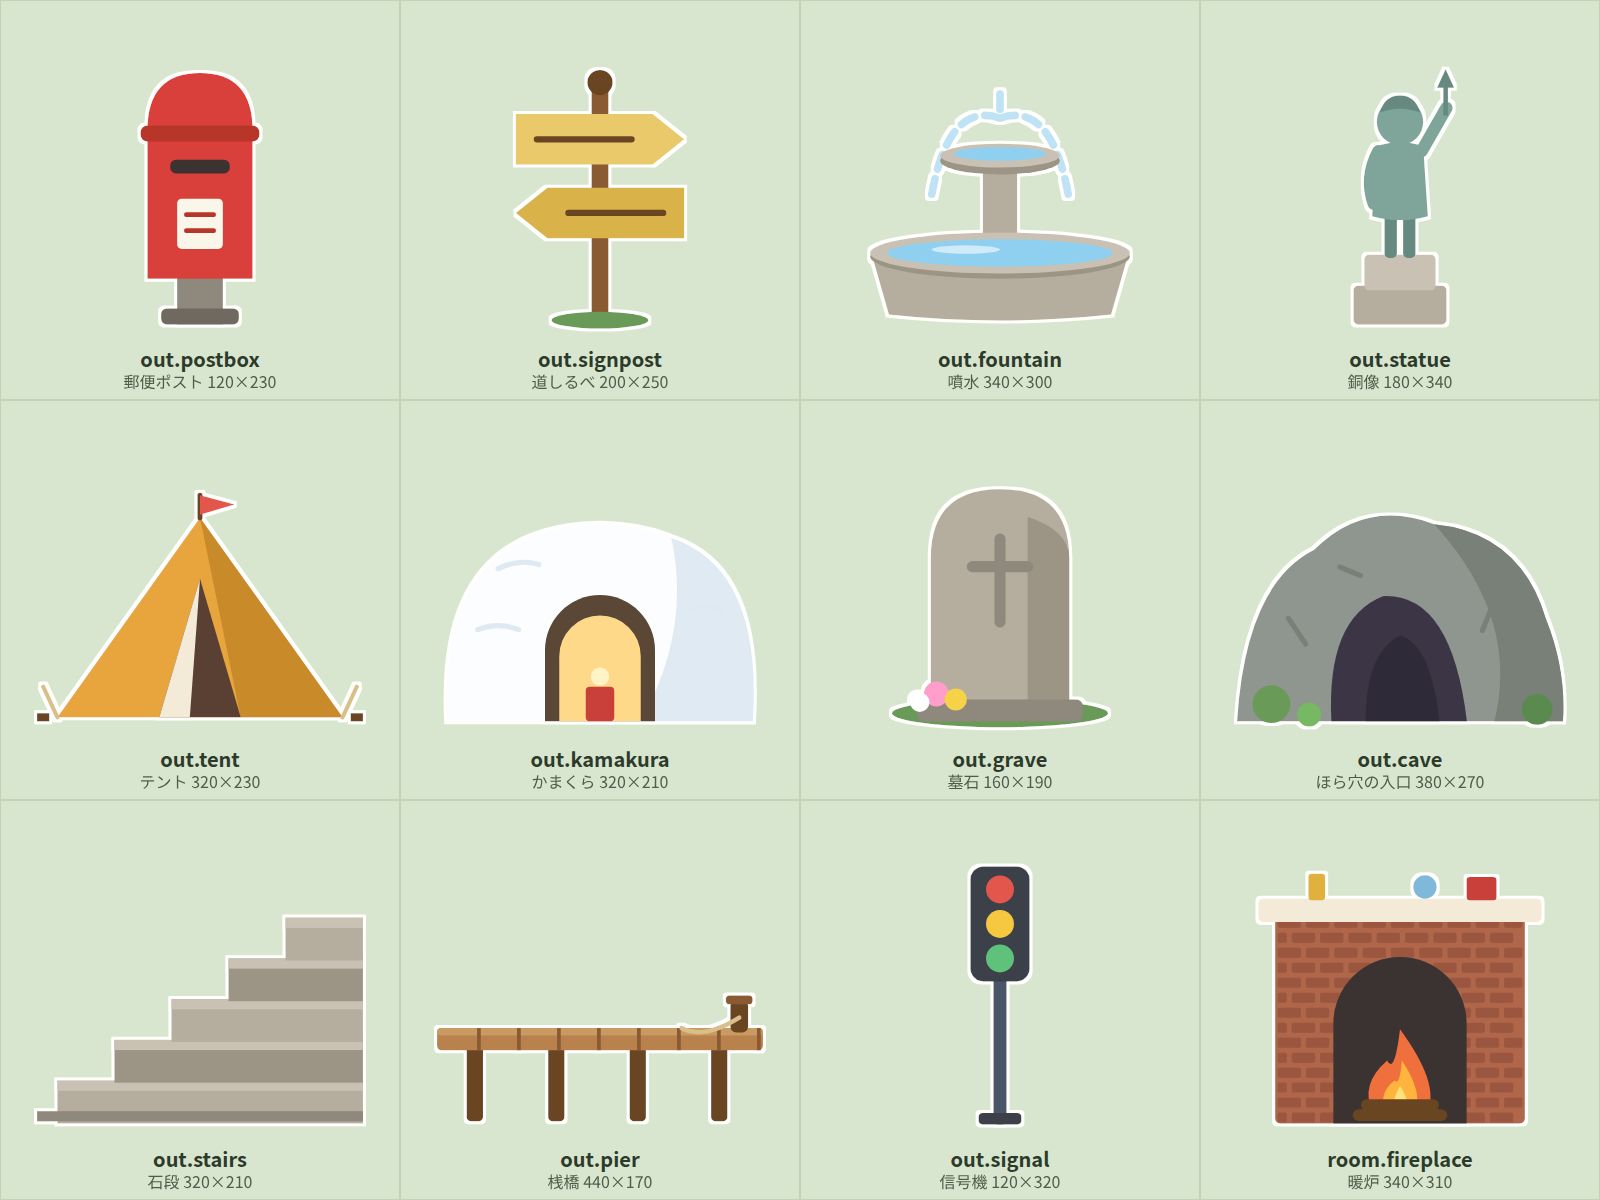 out.postbox
郵便ポスト 120×230
out.signpost
道しるべ 200×250
out.fountain
噴水 340×300
out.statue
銅像 180×340
out.tent
テント 320×230
out.kamakura
かまくら 320×210
out.grave
墓石 160×190
out.cave
ほら穴の入口 380×270
out.stairs
石段 320×210
out.pier
桟橋 440×170
out.signal
信号機 120×320
room.fireplace
暖炉 340×310